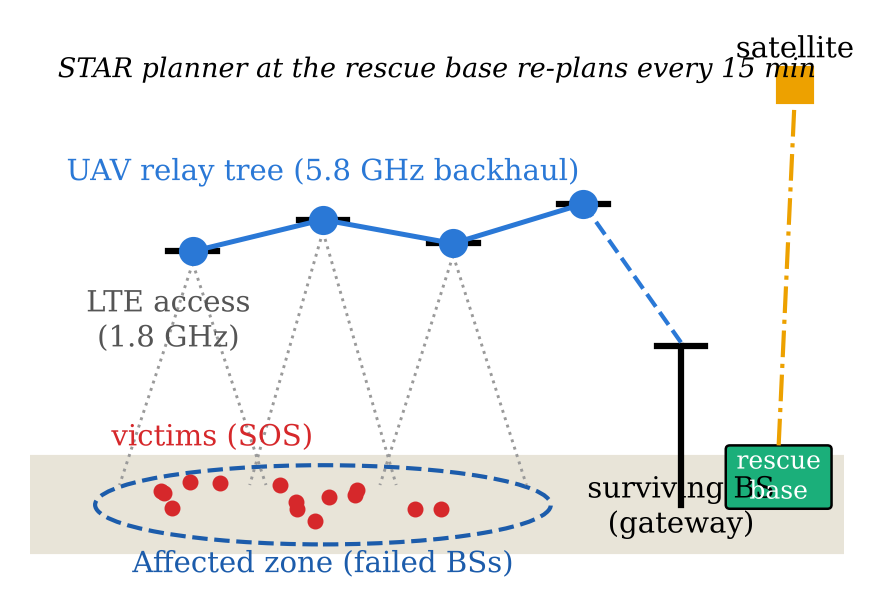 satellite
STAR planner at the rescue base re-plans every 15 min
UAV relay tree (5.8 GHz backhaul)
LTE access
(1.8 GHz)
victims (SOS)
rescue
base
surviving BS
(gateway)
Affected zone (failed BSs)